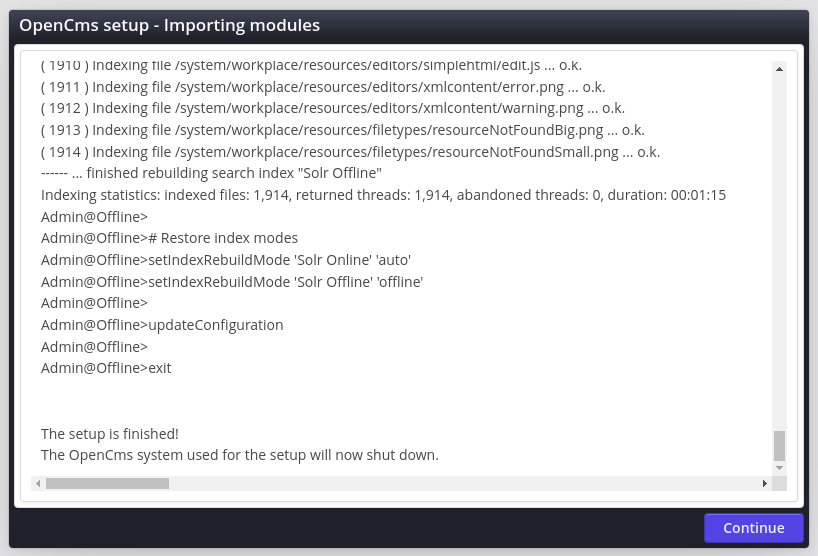 OpenCms setup - Importing modules
( 1910 ) Indexing file /system/workplace/resources/editors/simplehtml/edit.js ... o.k.
( 1911 ) Indexing file /system/workplace/resources/editors/xmlcontent/error.png ... o.k.
( 1912 ) Indexing file /system/workplace/resources/editors/xmlcontent/warning.png ... o.k.
( 1913 ) Indexing file /system/workplace/resources/filetypes/resourceNotFoundBig.png ... o.k.
( 1914 ) Indexing file /system/workplace/resources/filetypes/resourceNotFoundSmall.png ... o.k.
------ ... finished rebuilding search index "Solr Offline"
Indexing statistics: indexed files: 1,914, returned threads: 1,914, abandoned threads: 0, duration: 00:01:15
Admin@Offline>
Admin@Offline># Restore index modes
Admin@Offline>setIndexRebuildMode 'Solr Online' 'auto'
Admin@Offline>setIndexRebuildMode 'Solr Offline' 'offline'
Admin@Offline>
Admin@Offline>updateConfiguration
Admin@Offline>
Admin@Offline>exit
The setup is finished!
The OpenCms system used for the setup will now shut down.
Continue